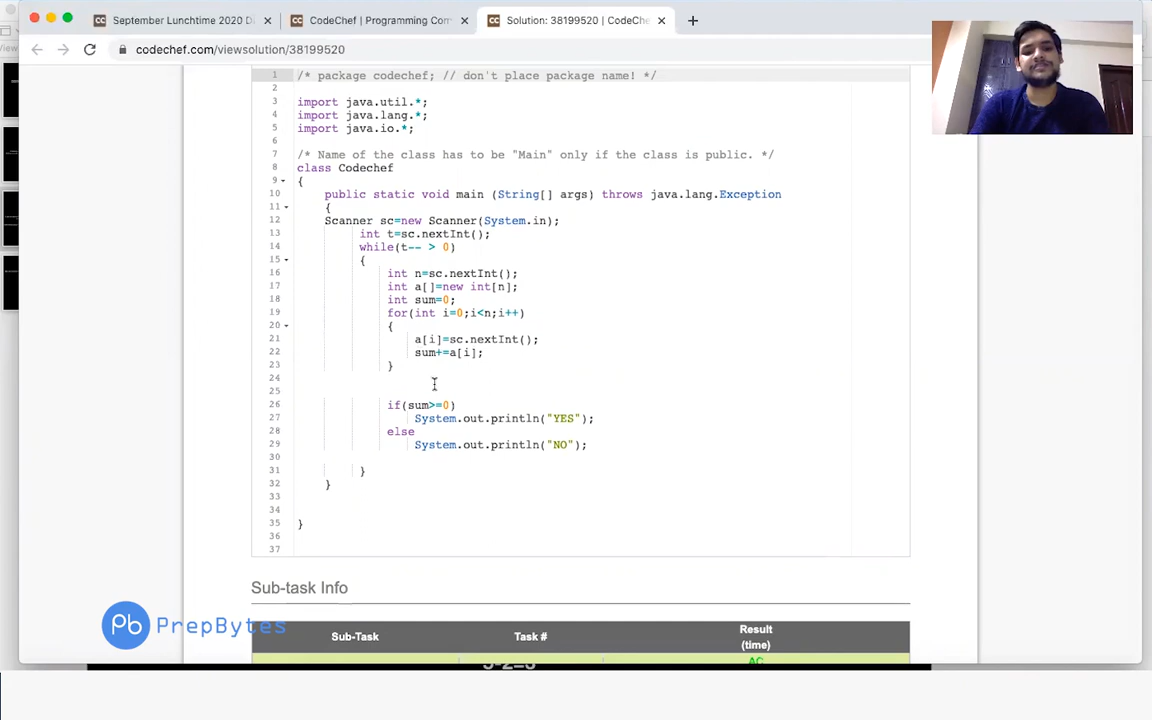 September Lunchtime 2020 D
CodeChef | Programming Com
Solution: 38199520 | CodeChe
codechef.com/viewsolution/38199520
1 /* package codechef; // don't place package name! */
2
3 import java.util.*;
4 import java.lang.*;
5 import java.io.*;
6
7 /* Name of the class has to be "Main" only if the class is public. */
8 class Codechef
9 {
10 public static void main (String[] args) throws java.lang.Exception
11 {
12 Scanner sc=new Scanner(System.in);
13 int t=sc.nextInt();
14 while(t-- > 0)
15 {
16 int n=sc.nextInt();
17 int a[]=new int[n];
18 int sum=0;
19 for(int i=0;i<n;i++)
20 {
21 a[i]=sc.nextInt();
22 sum+=a[i];
23 }
24
25
26 if(sum>=0)
27 System.out.println("YES");
28 else
29 System.out.println("NO");
30
31 }
32 }
33
34
35 }
36
37
Sub-task Info
Pb PrepBytes
Sub-Task Task # Result
(time)
AC